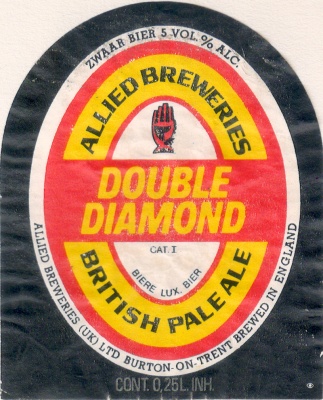 ZWAAR BIER 5 VOL. % ALC.
ALLIED BREWERIES
DOUBLE
DIAMOND
CAT. I
BIERE LUX. BIER
BRITISH PALE ALE
ALLIED BREWERIES (UK) LTD BURTON-ON-TRENT BREWED IN ENGLAND
CONT. 0,25L. INH.